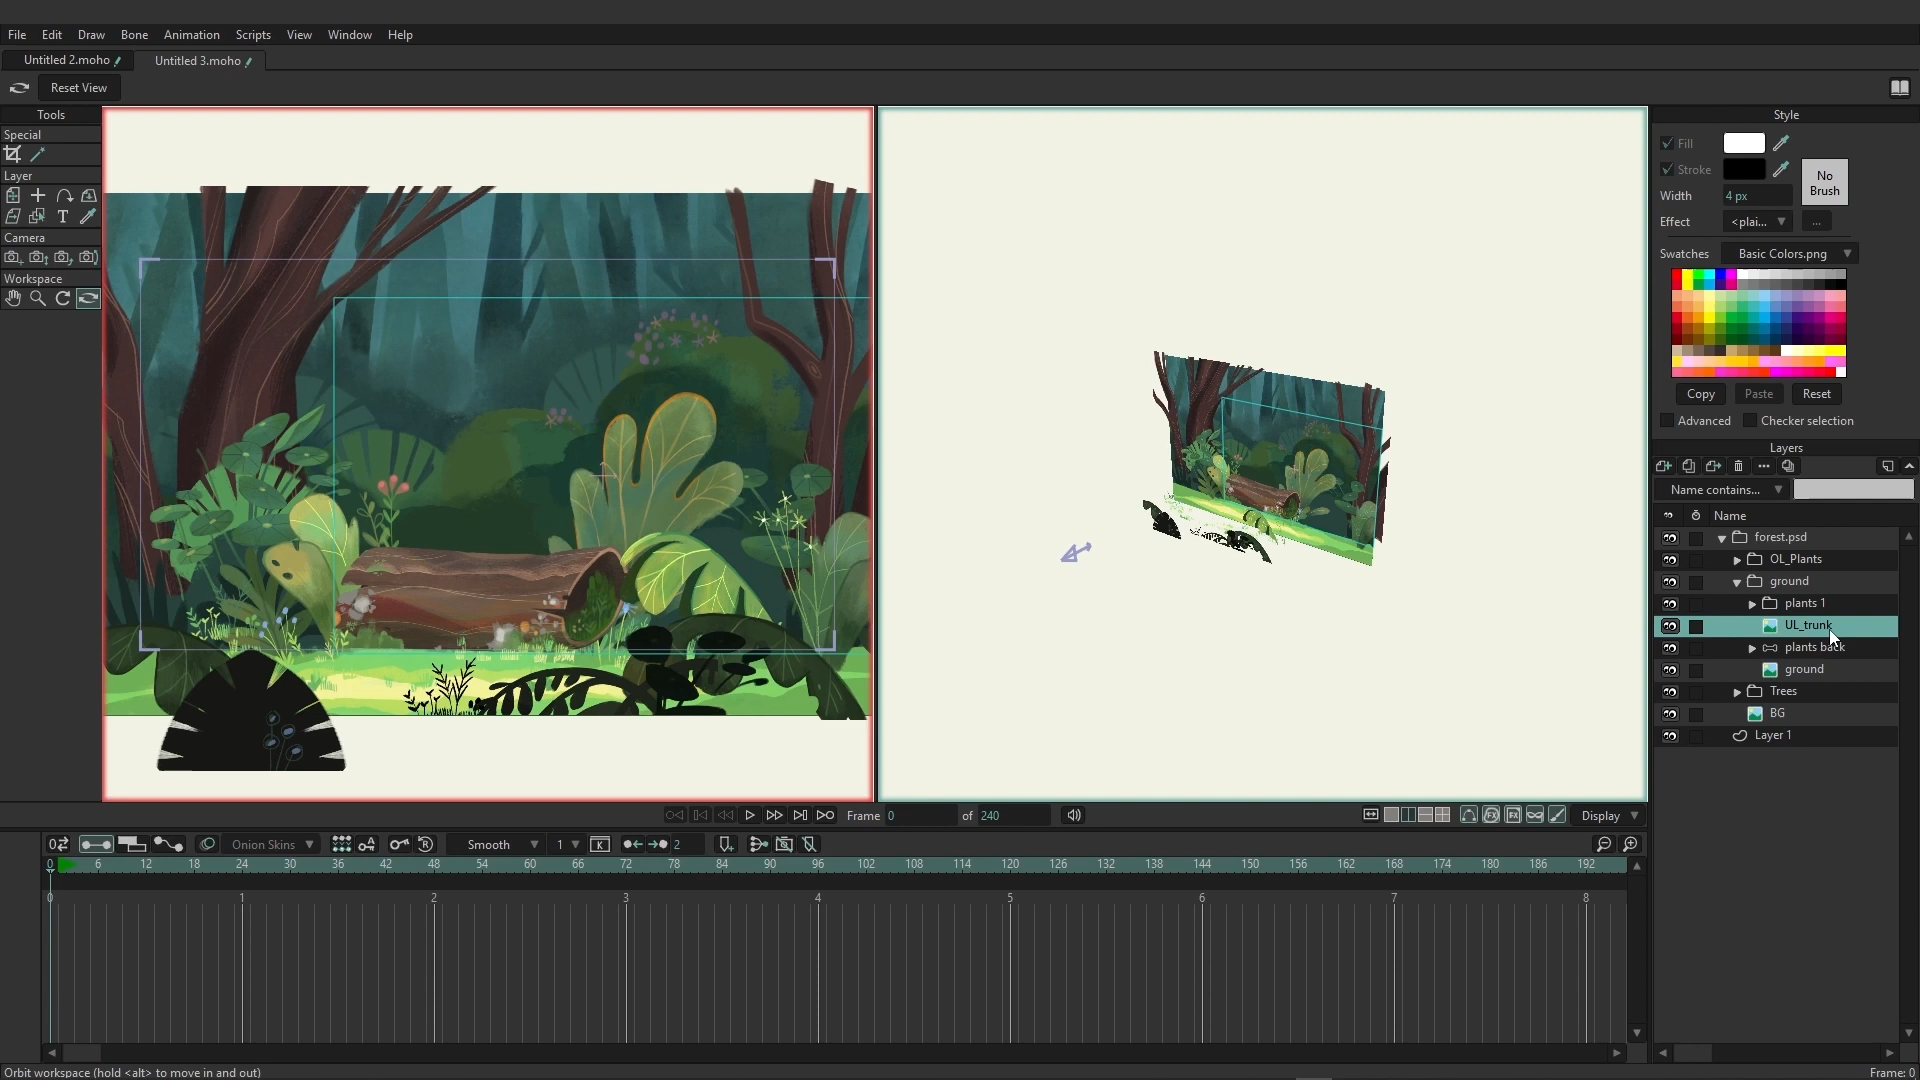 File Edit Draw Bone Animation Scripts View Window Help
Untitled 2.moho Untitled 3.moho
Reset View
Tools
Special
Layer
T
Camera
Workspace
Style
Fill
Stroke
No Brush
Width 4 px
Effect <plai... ...
Swatches Basic Colors.png
Copy Paste Reset
Advanced Checker selection
Layers
Name contains...
Name
forest.psd
OL_Plants
ground
plants 1
UL_trunk
plants back
ground
Trees
BG
Layer 1
Frame 0 of 240 Display
Onion Skins Smooth 1 K 2
0 6 12 18 24 30 36 42 48 54 60 66 72 78 84 90 96 102 108 114 120 126 132 138 144 150 156 162 168 174 180 186 192
0 1 2 3 4 5 6 7 8
Orbit workspace (hold <alt> to move in and out) Frame: 0